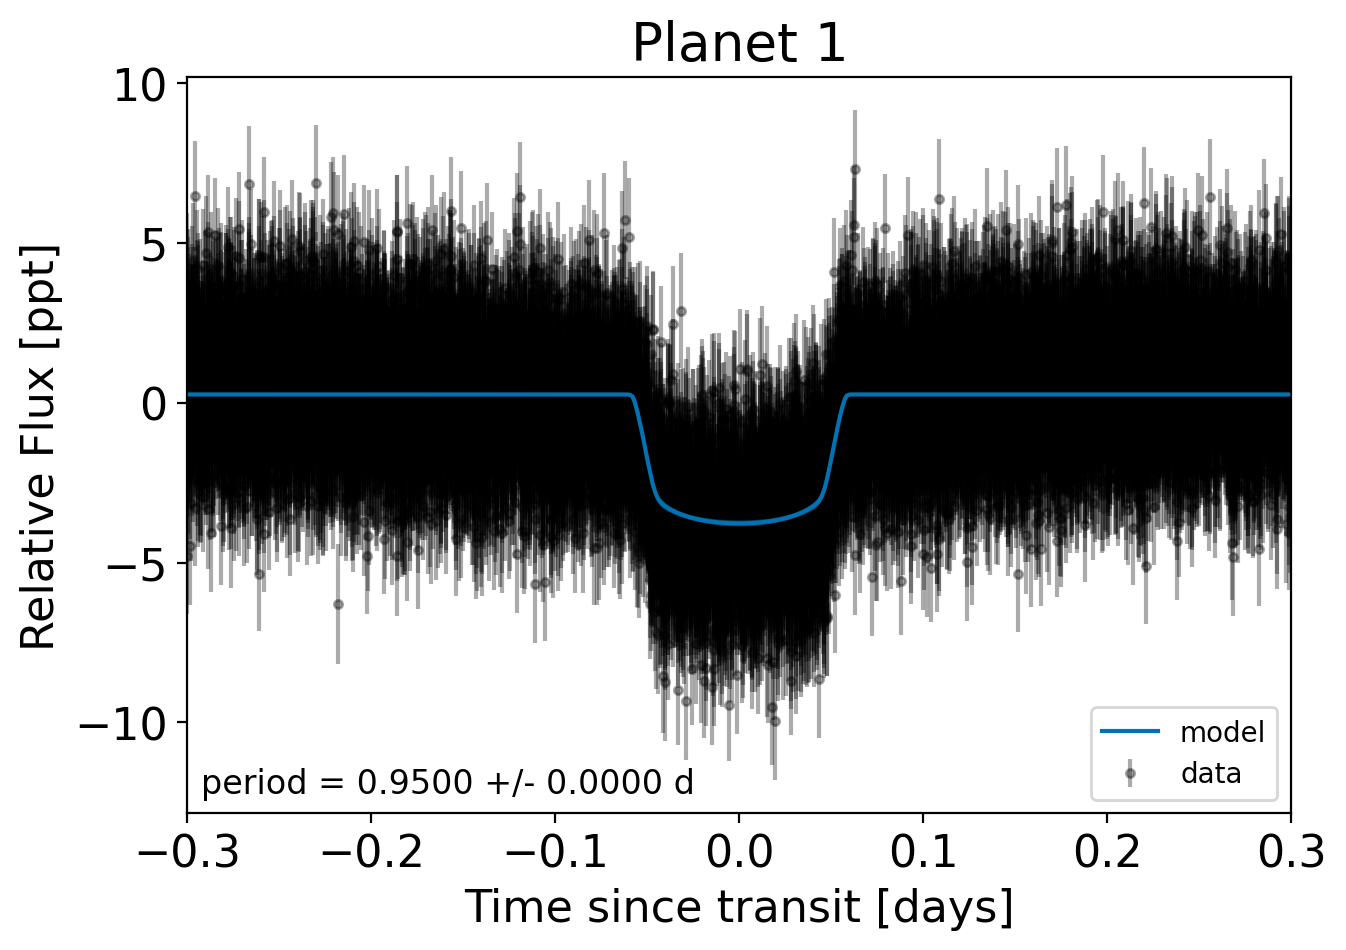 Planet 1
Relative Flux [ppt]
10
5
0
−5
−10
period = 0.9500 +/- 0.0000 d
model
data
−0.3 −0.2 −0.1 0.0 0.1 0.2 0.3
Time since transit [days]